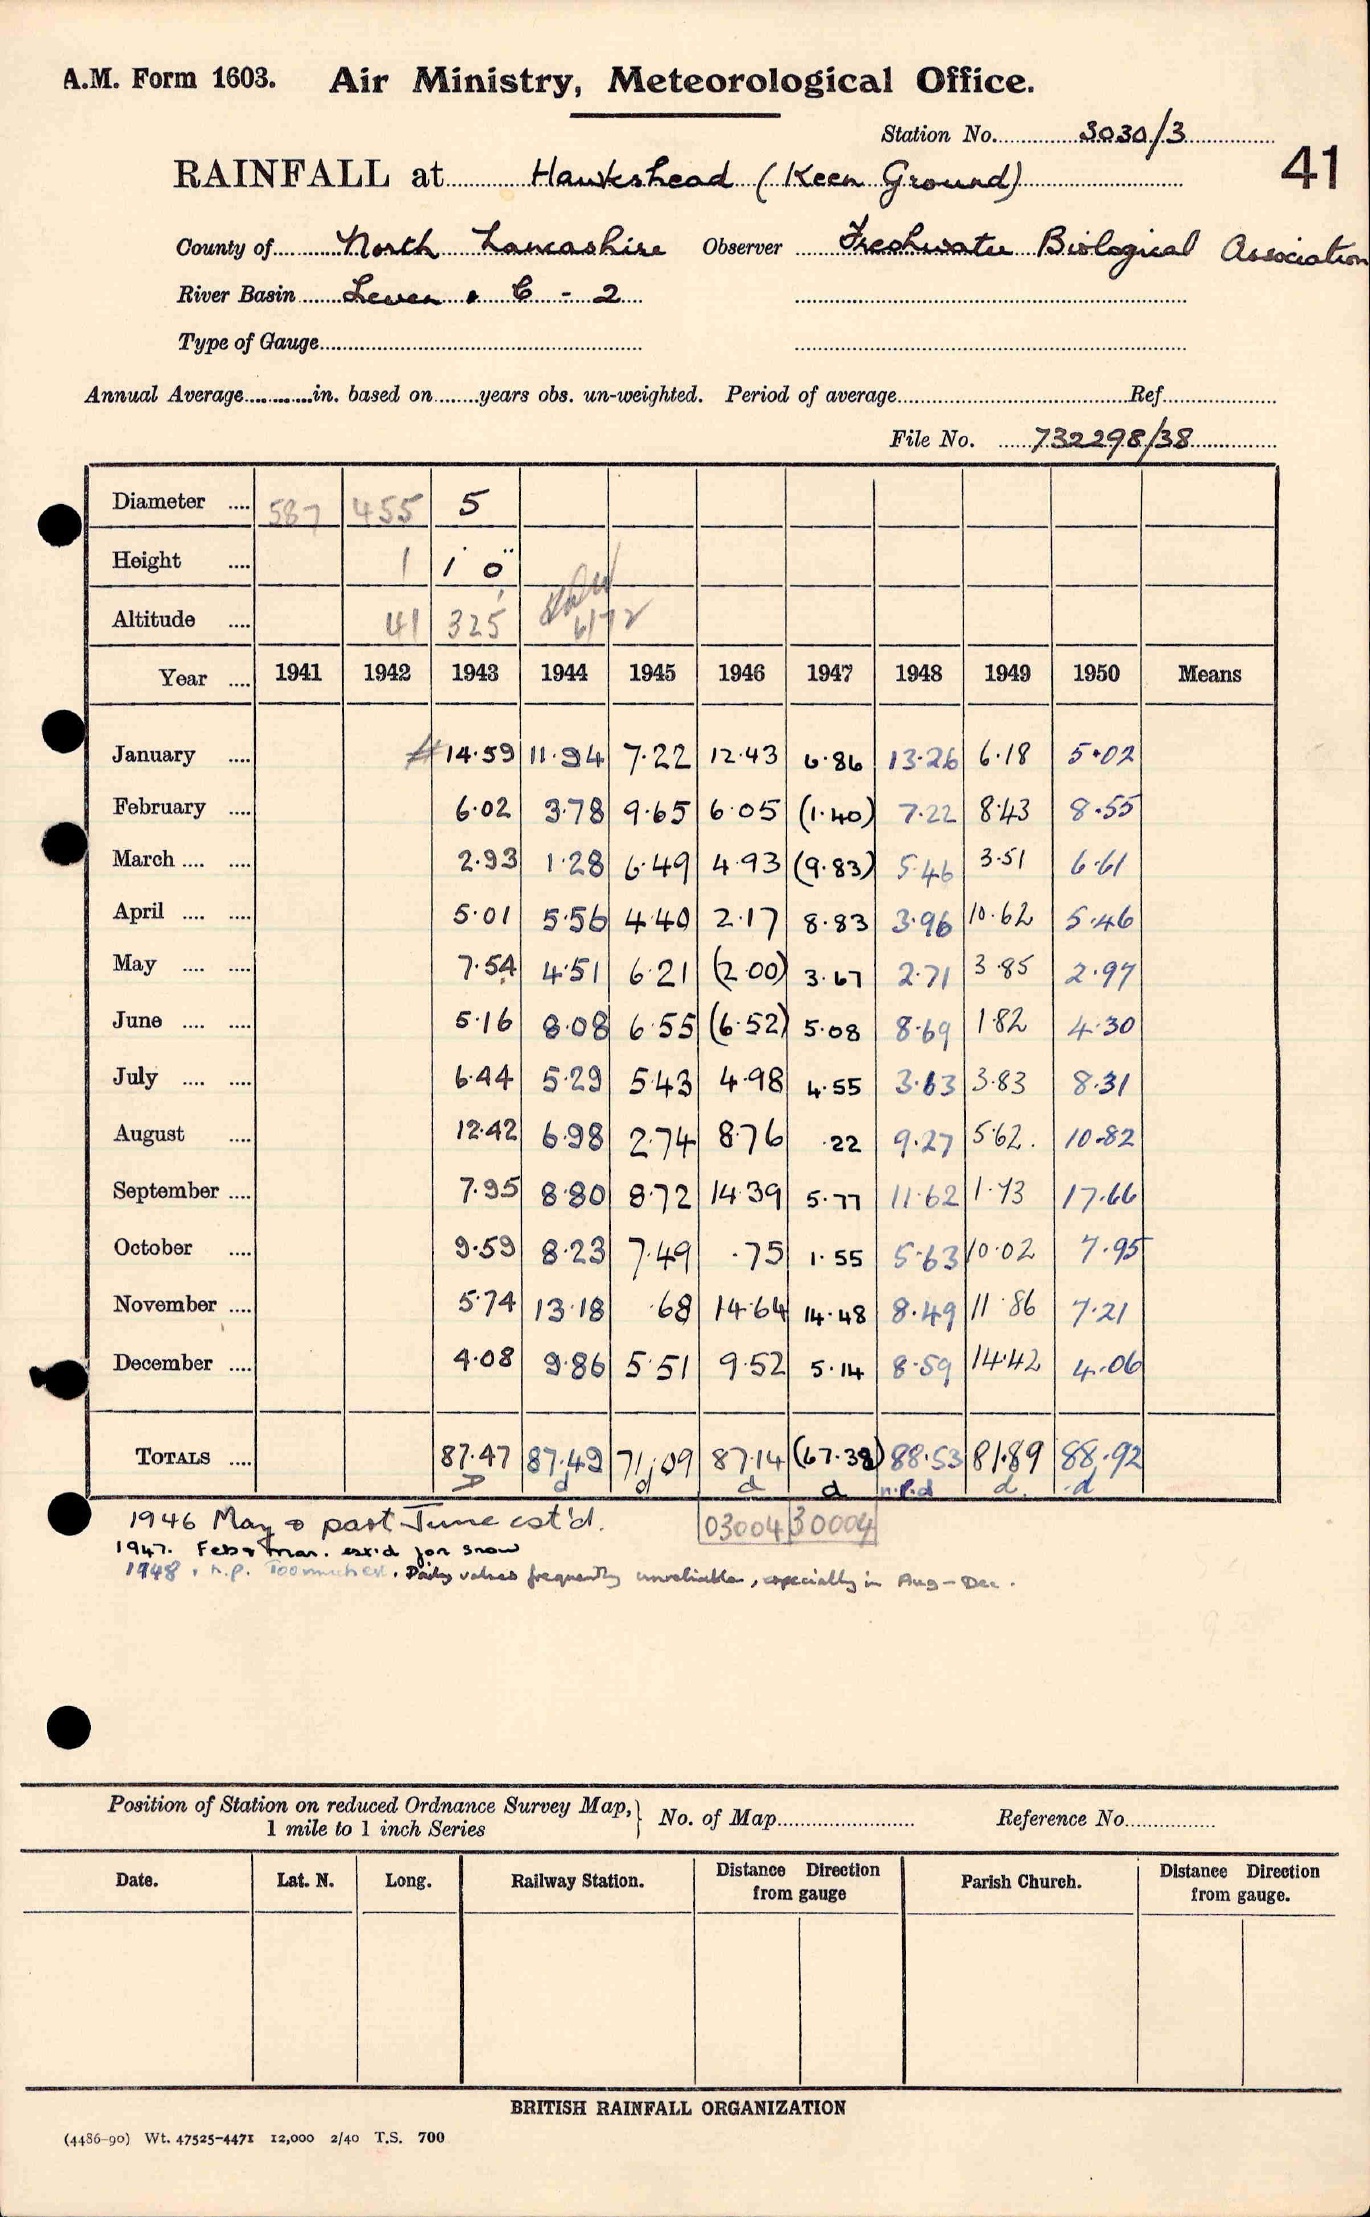 A.M. Form 1603. Air Ministry, Meteorological Office.
Station No. 3030/3
RAINFALL at Hawkshead (Keen Ground) 41
County of North Lancashire Observer Freshwater Biological Association
River Basin Leven & C - 2
Type of Gauge
Annual Average in. based on years obs. un-weighted. Period of average Ref
File No. 732298/38
Diameter 587 455 5
Height 1 1' 0"
Altitude 41 325 6/72
Year 1941 1942 1943 1944 1945 1946 1947 1948 1949 1950 Means
January 14.59 11.94 7.22 12.43 6.86 13.26 6.18 5.02
February 6.02 3.78 9.65 6.05 (1.40) 7.22 8.43 8.55
March 2.93 1.28 6.49 4.93 (9.83) 5.46 3.51 6.61
April 5.01 5.56 4.40 2.17 8.83 3.96 10.62 5.46
May 7.54 4.51 6.21 (2.00) 3.67 2.71 3.85 2.97
June 5.16 8.08 6.55 (6.52) 5.08 8.69 1.82 4.30
July 6.44 5.29 5.43 4.98 4.55 3.63 3.83 8.31
August 12.42 6.98 2.74 8.76 .22 9.27 5.62. 10.82
September 7.95 8.80 8.72 14.39 5.77 11.62 1.73 17.66
October 9.59 8.23 7.49 .75 1.55 5.63 10.02 7.95
November 5.74 13.18 .68 14.64 14.48 8.49 11.86 7.21
December 4.08 9.86 5.51 9.52 5.14 8.59 14.42 4.06
TOTALS 87.47 87.49 71.09 87.14 (67.38) 88.53 81.89 88.92
d d d d n.p.d d. d
1946 May & part June est'd. 03004 30004
1947. Feb & Mar. est'd for snow
1948. n.p. Too much est. Daily values frequently unreliable, especially in Aug-Dec.
Position of Station on reduced Ordnance Survey Map, 1 mile to 1 inch Series } No. of Map Reference No.
Date. Lat. N. Long. Railway Station. Distance Direction from gauge Parish Church. Distance Direction from gauge.
BRITISH RAINFALL ORGANIZATION
(4486-90) Wt. 47525-4471 12,000 2/40 T.S. 700